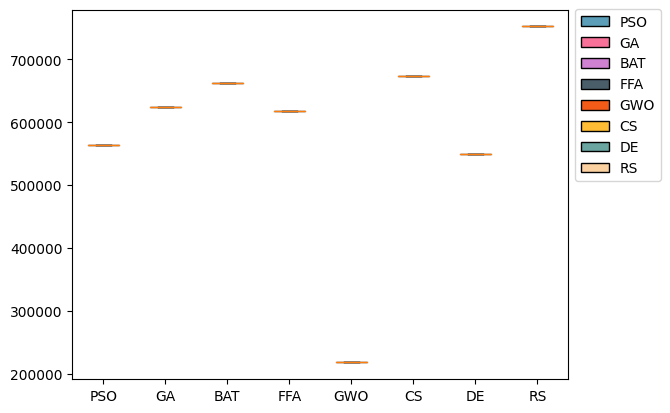 700000
600000
500000
400000
300000
200000
PSO GA BAT FFA GWO CS DE RS
PSO
GA
BAT
FFA
GWO
CS
DE
RS